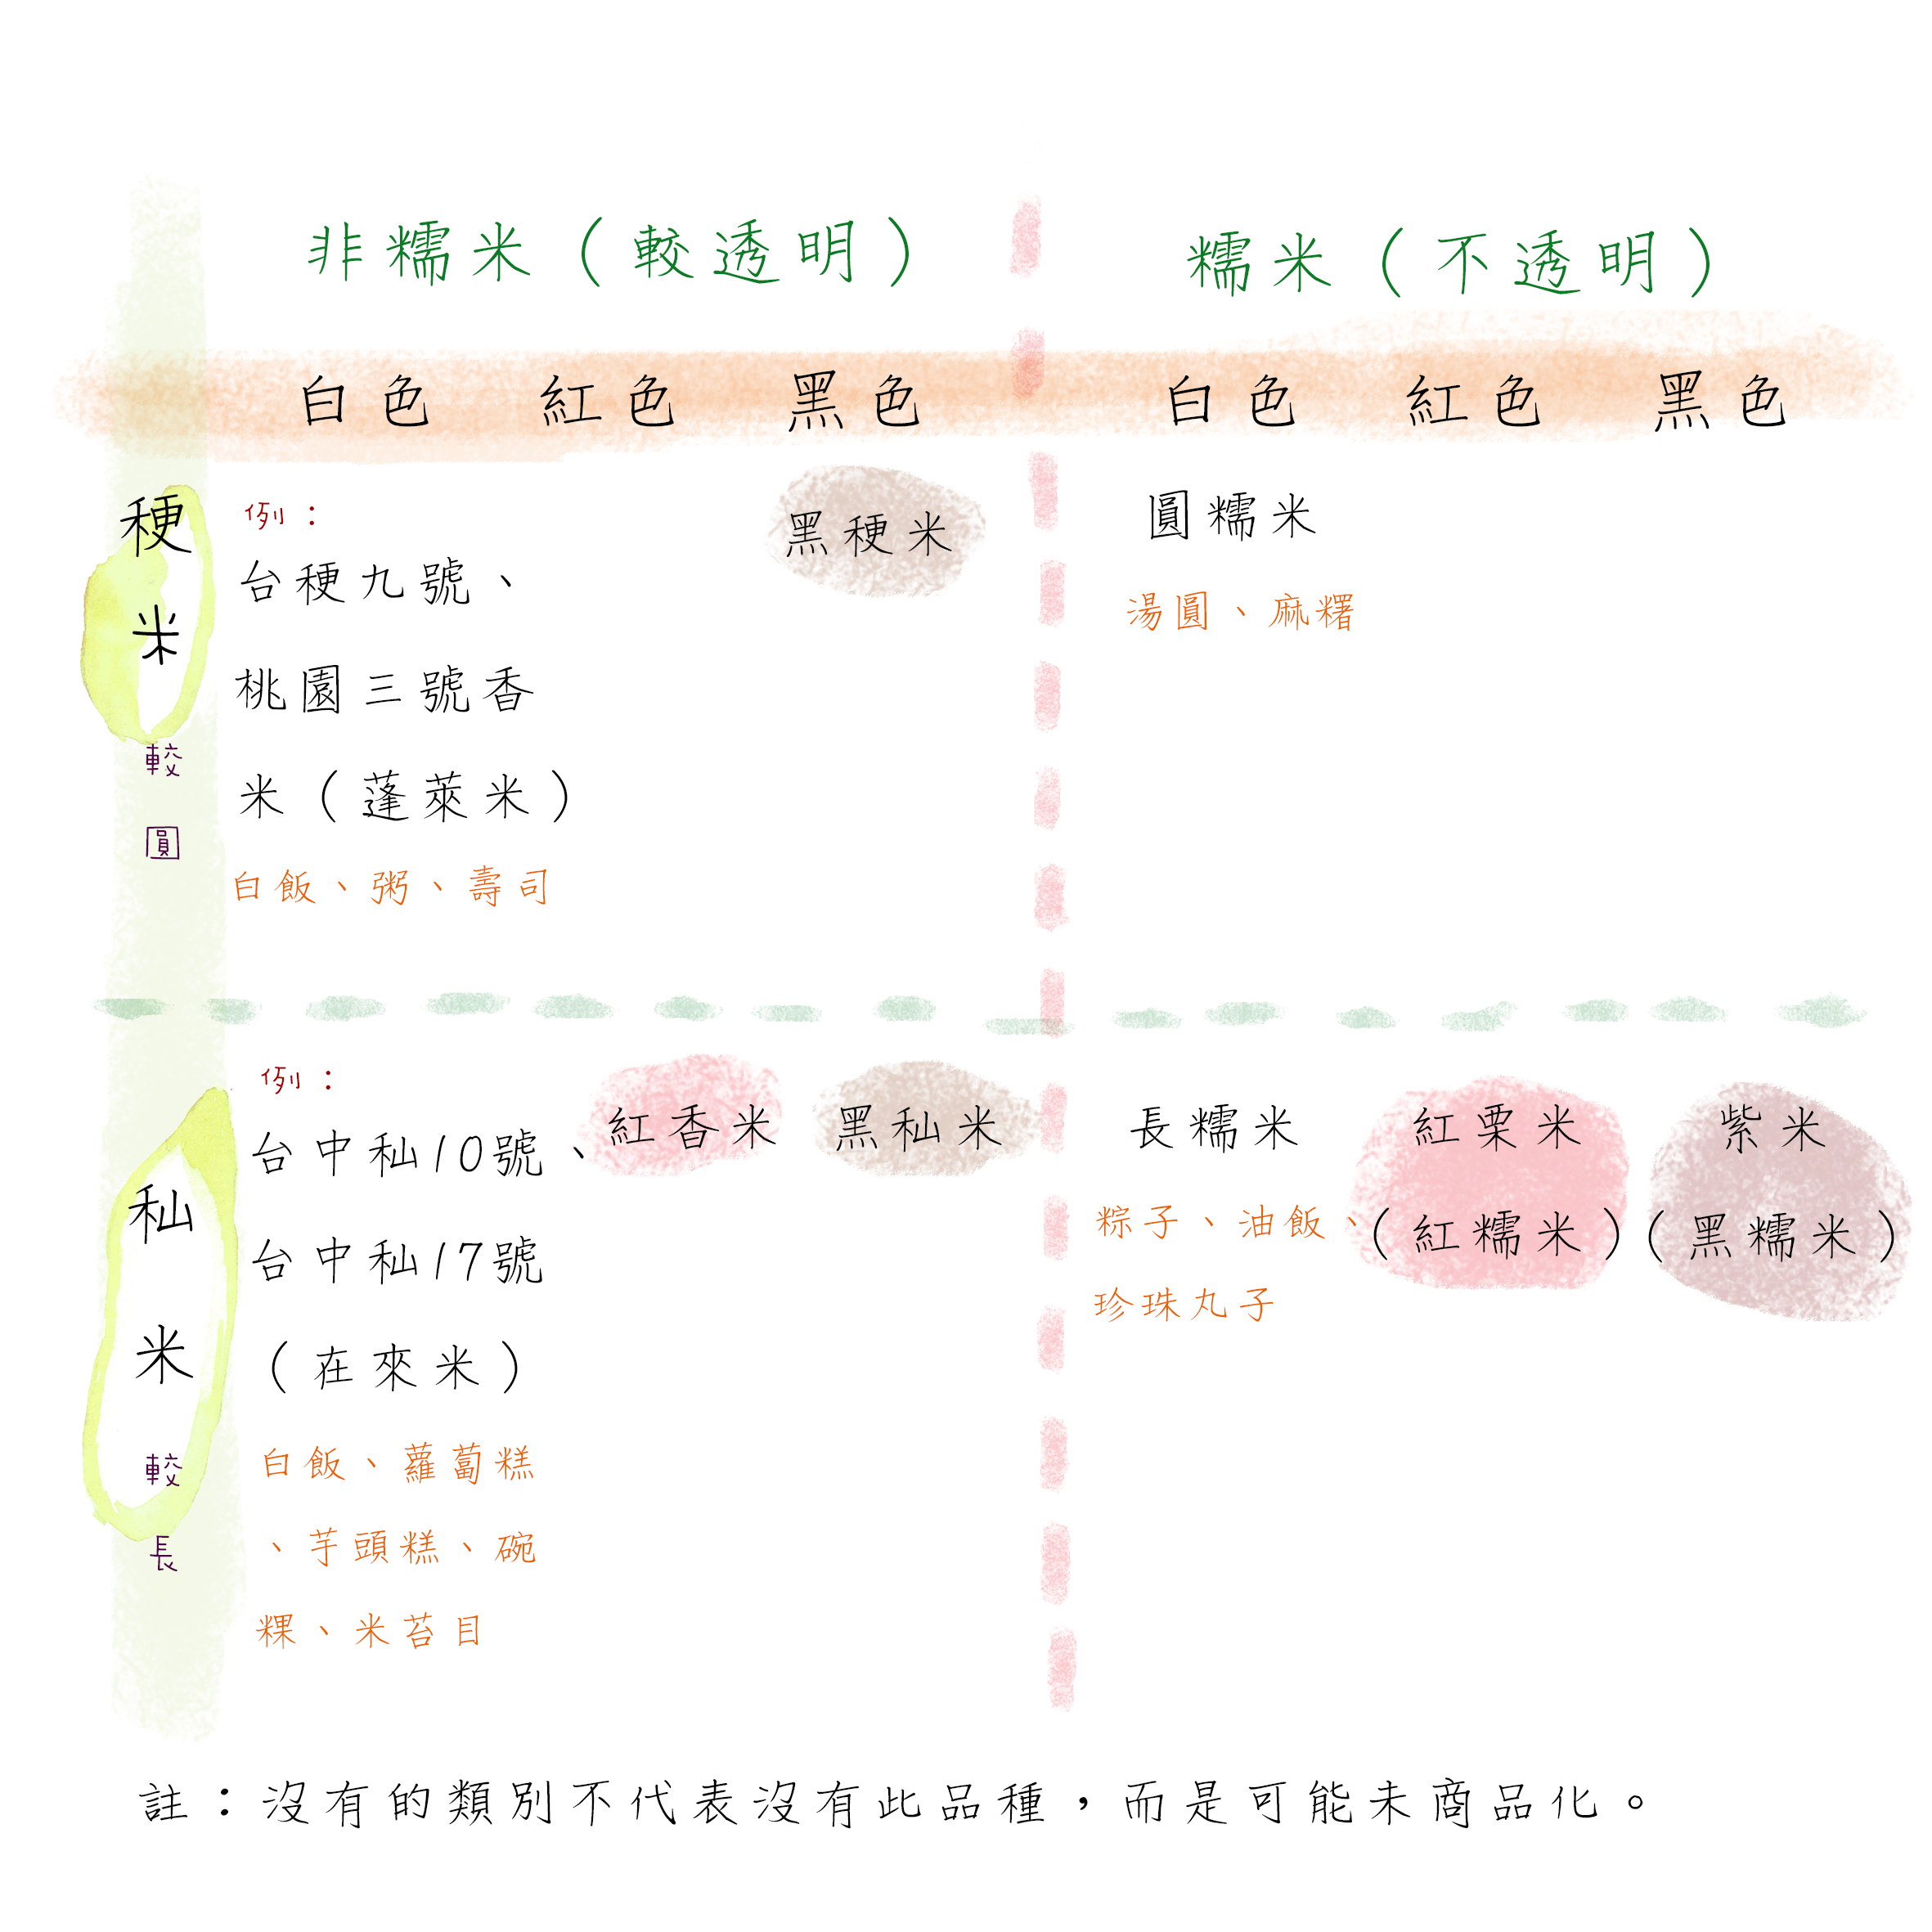 非糯米（較透明）
糯米（不透明）
白色 紅色 黑色 白色 紅色 黑色
稉米
較圓
例：
台稉九號、
桃園三號香
米（蓬萊米）
白飯、粥、壽司
黑稉米
圓糯米
湯圓、麻糬
秈米
較長
例：
台中秈10號、
台中秈17號
（在來米）
白飯、蘿蔔糕
、芋頭糕、碗
粿、米苔目
紅香米
黑秈米
長糯米
粽子、油飯、
珍珠丸子
紅栗米
（紅糯米）
紫米
（黑糯米）
註：沒有的類別不代表沒有此品種，而是可能未商品化。